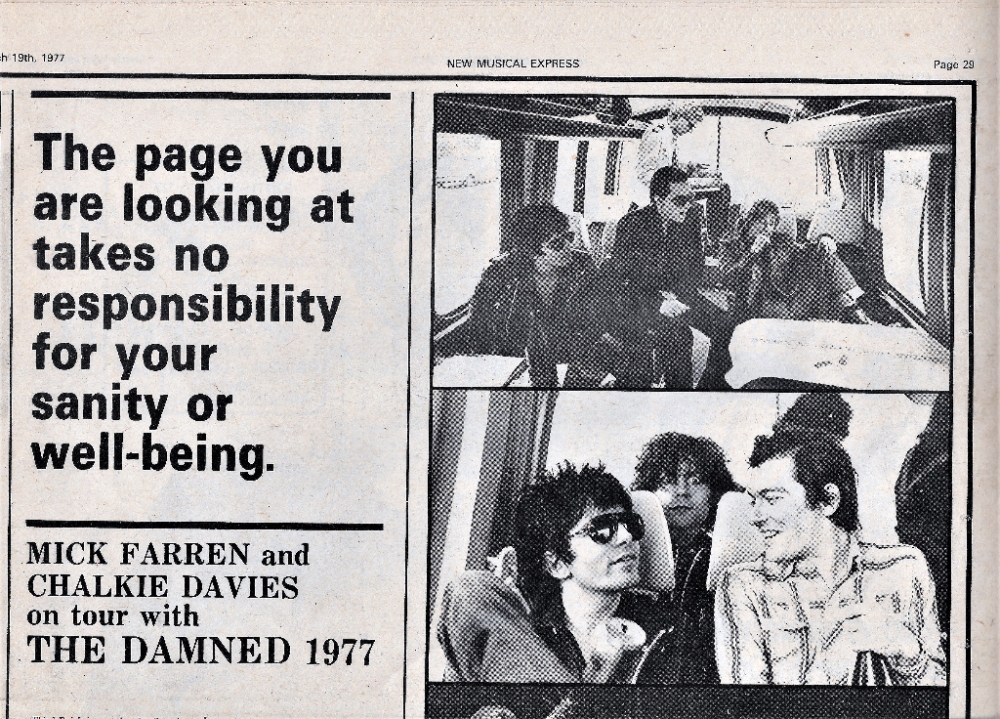 ch 19th, 1977
NEW MUSICAL EXPRESS
Page 29
The page you
are looking at
takes no
responsibility
for your
sanity or
well-being.
MICK FARREN and
CHALKIE DAVIES
on tour with
THE DAMNED 1977